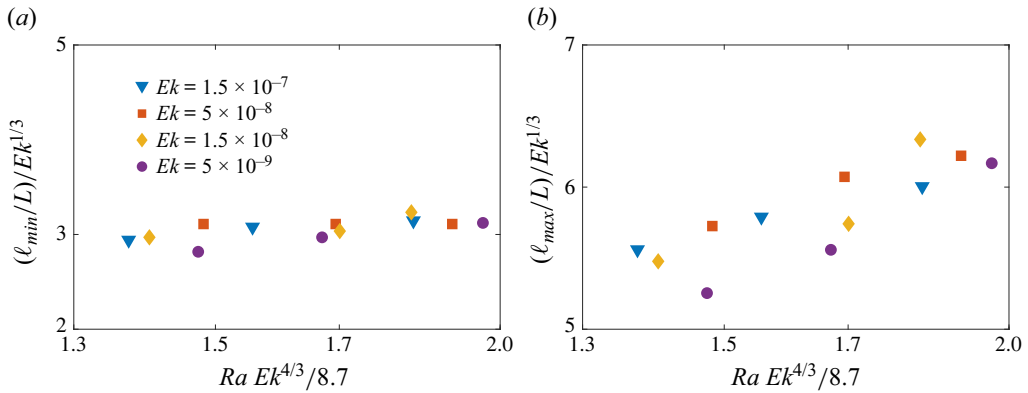 (a)
(ℓ_min/L)/Ek^1/3
5
3
2
Ek = 1.5 × 10^–7
Ek = 5 × 10^–8
Ek = 1.5 × 10^–8
Ek = 5 × 10^–9
1.3
1.5
1.7
2.0
Ra Ek^4/3/8.7
(b)
(ℓ_max/L)/Ek^1/3
7
6
5
1.3
1.5
1.7
2.0
Ra Ek^4/3/8.7